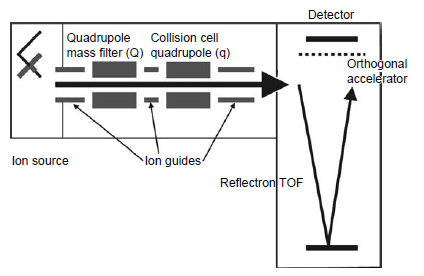 Detector
Quadrupole
mass filter (Q)
Collision cell
quadrupole (q)
Orthogonal
accelerator
Ion source
Ion guides
Reflectron TOF